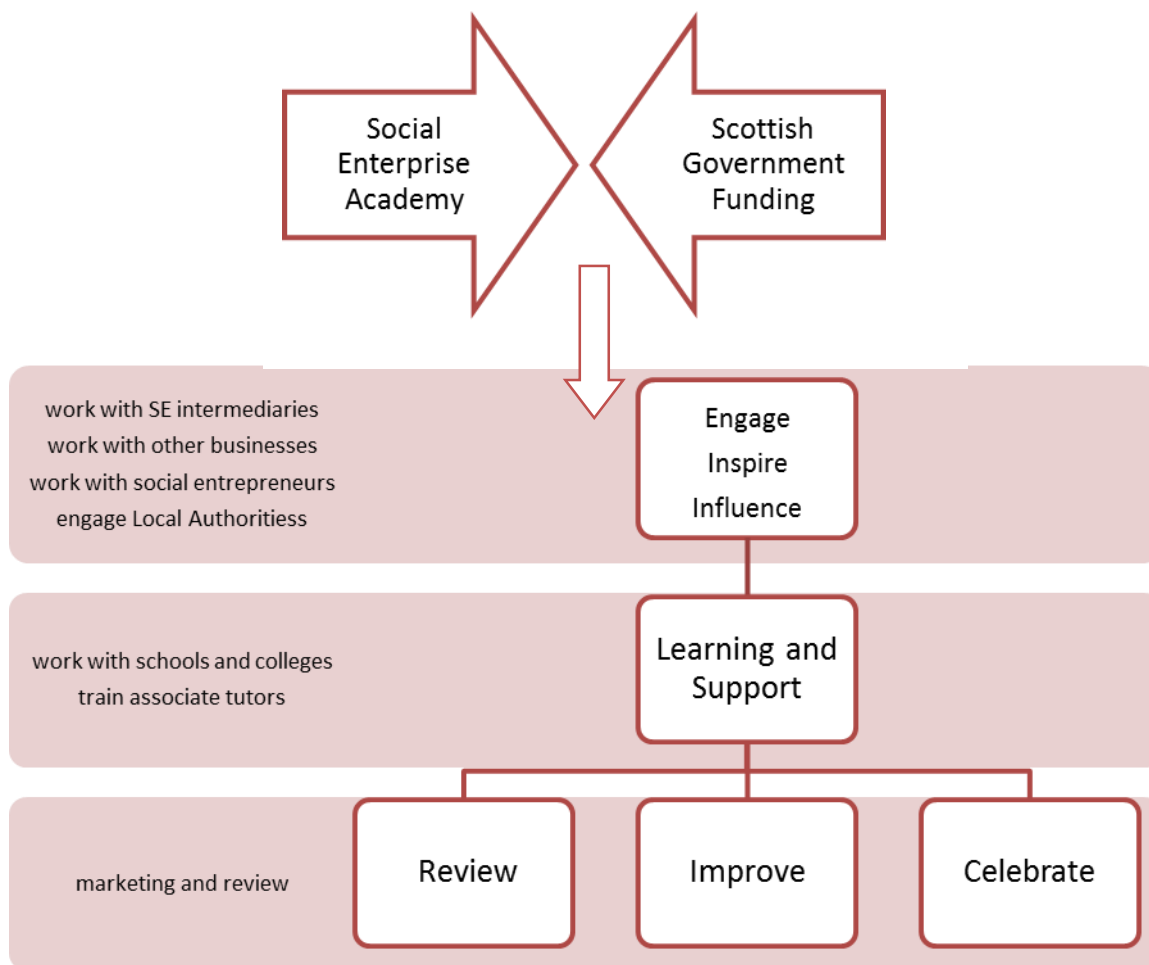 Social
Enterprise
Academy
Scottish
Government
Funding
work with SE intermediaries
work with other businesses
work with social entrepreneurs
engage Local Authoritiess
Engage
Inspire
Influence
work with schools and colleges
train associate tutors
Learning and
Support
marketing and review
Review
Improve
Celebrate